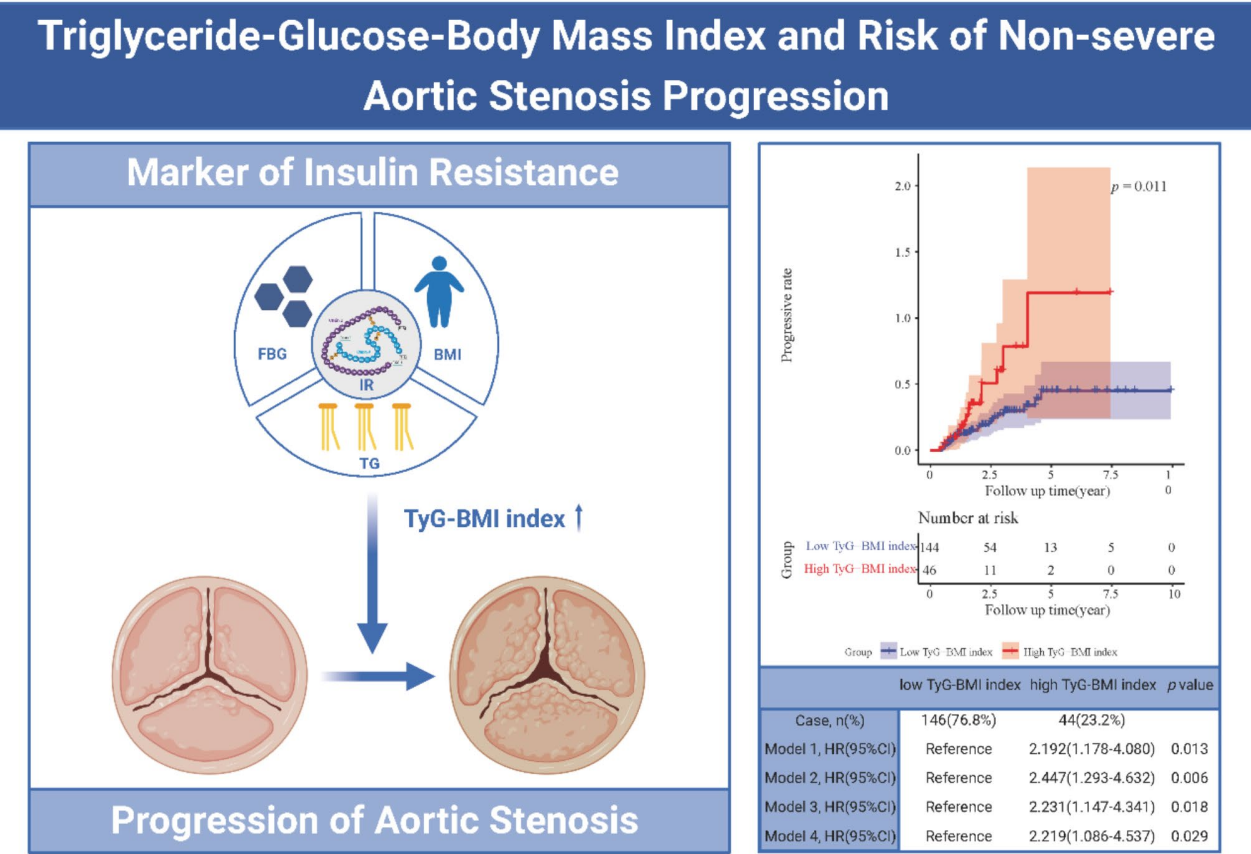 Triglyceride-Glucose-Body Mass Index and Risk of Non-severe
Aortic Stenosis Progression
Marker of Insulin Resistance
FBG
BMI
IR
TG
TyG-BMI index
Progression of Aortic Stenosis
p = 0.011
Progressive rate
2.0
1.5
1.0
0.5
0.0
0 2.5 5 7.5 1
0
Follow up time(year)
Number at risk
Group
Low TyG-BMI index 144 54 13 5 0
High TyG-BMI index 46 11 2 0 0
0 2.5 5 7.5 10
Follow up time(year)
Group Low TyG-BMI index High TyG-BMI index
low TyG-BMI index high TyG-BMI index p value
Case, n(%) 146(76.8%) 44(23.2%)
Model 1, HR(95%CI) Reference 2.192(1.178-4.080) 0.013
Model 2, HR(95%CI) Reference 2.447(1.293-4.632) 0.006
Model 3, HR(95%CI) Reference 2.231(1.147-4.341) 0.018
Model 4, HR(95%CI) Reference 2.219(1.086-4.537) 0.029